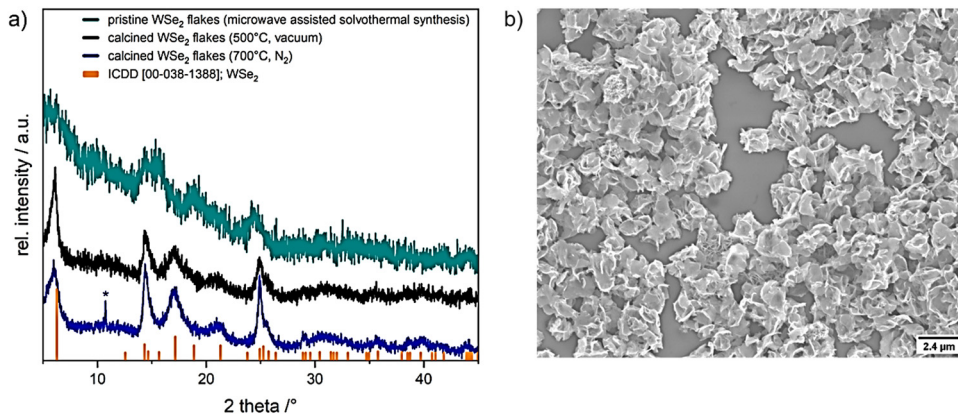 a)
pristine WSe₂ flakes (microwave assisted solvothermal synthesis)
calcined WSe₂ flakes (500°C, vacuum)
calcined WSe₂ flakes (700°C, N₂)
ICDD [00-038-1388]; WSe₂
rel. intensity / a.u.
*
10
20
30
40
2 theta /°
b)
2.4 µm